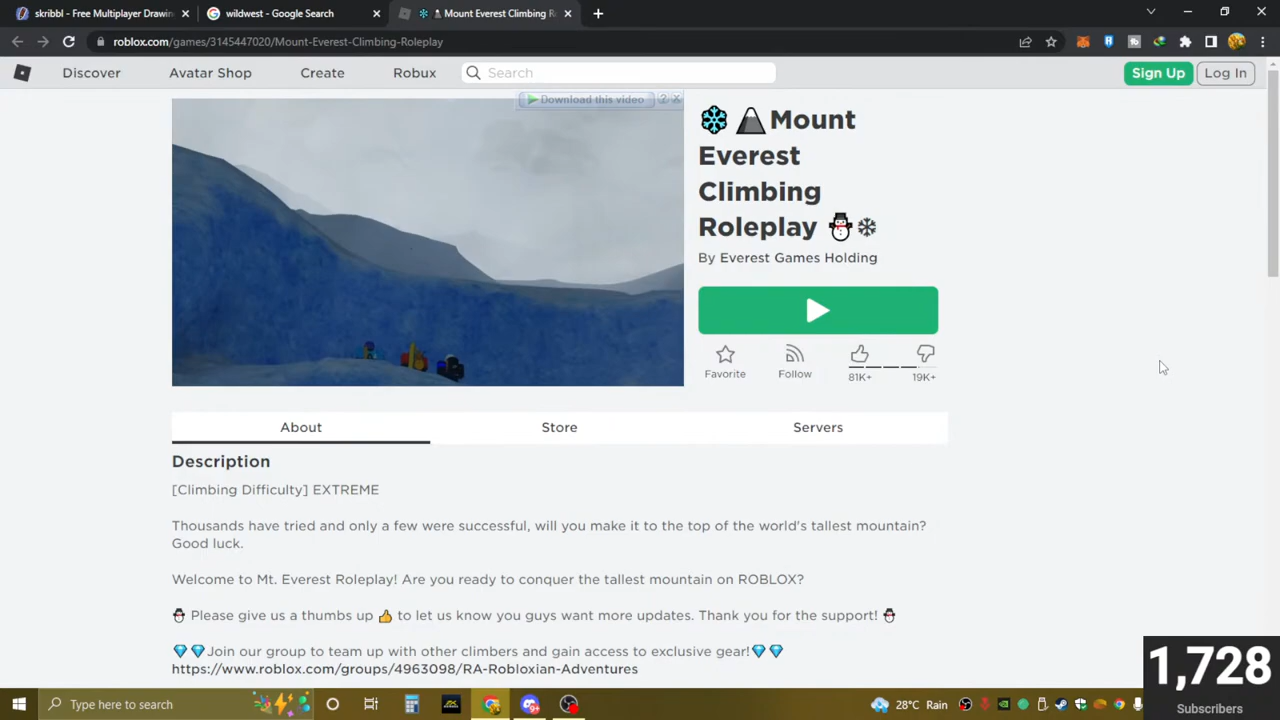 skribbl - Free Multiplayer Drawin
wildwest - Google Search
Mount Everest Climbing R
roblox.com/games/3145447020/Mount-Everest-Climbing-Roleplay
Discover
Avatar Shop
Create
Robux
Search
Sign Up
Log In
Download this video
Mount
Everest
Climbing
Roleplay
By Everest Games Holding
Favorite
Follow
81K+
19K+
About
Store
Servers
Description
[Climbing Difficulty] EXTREME
Thousands have tried and only a few were successful, will you make it to the top of the world's tallest mountain?
Good luck.
Welcome to Mt. Everest Roleplay! Are you ready to conquer the tallest mountain on ROBLOX?
Please give us a thumbs up 👍 to let us know you guys want more updates. Thank you for the support!
Join our group to team up with other climbers and gain access to exclusive gear!
https://www.roblox.com/groups/4963098/RA-Robloxian-Adventures
1,728
Subscribers
Type here to search
28°C Rain